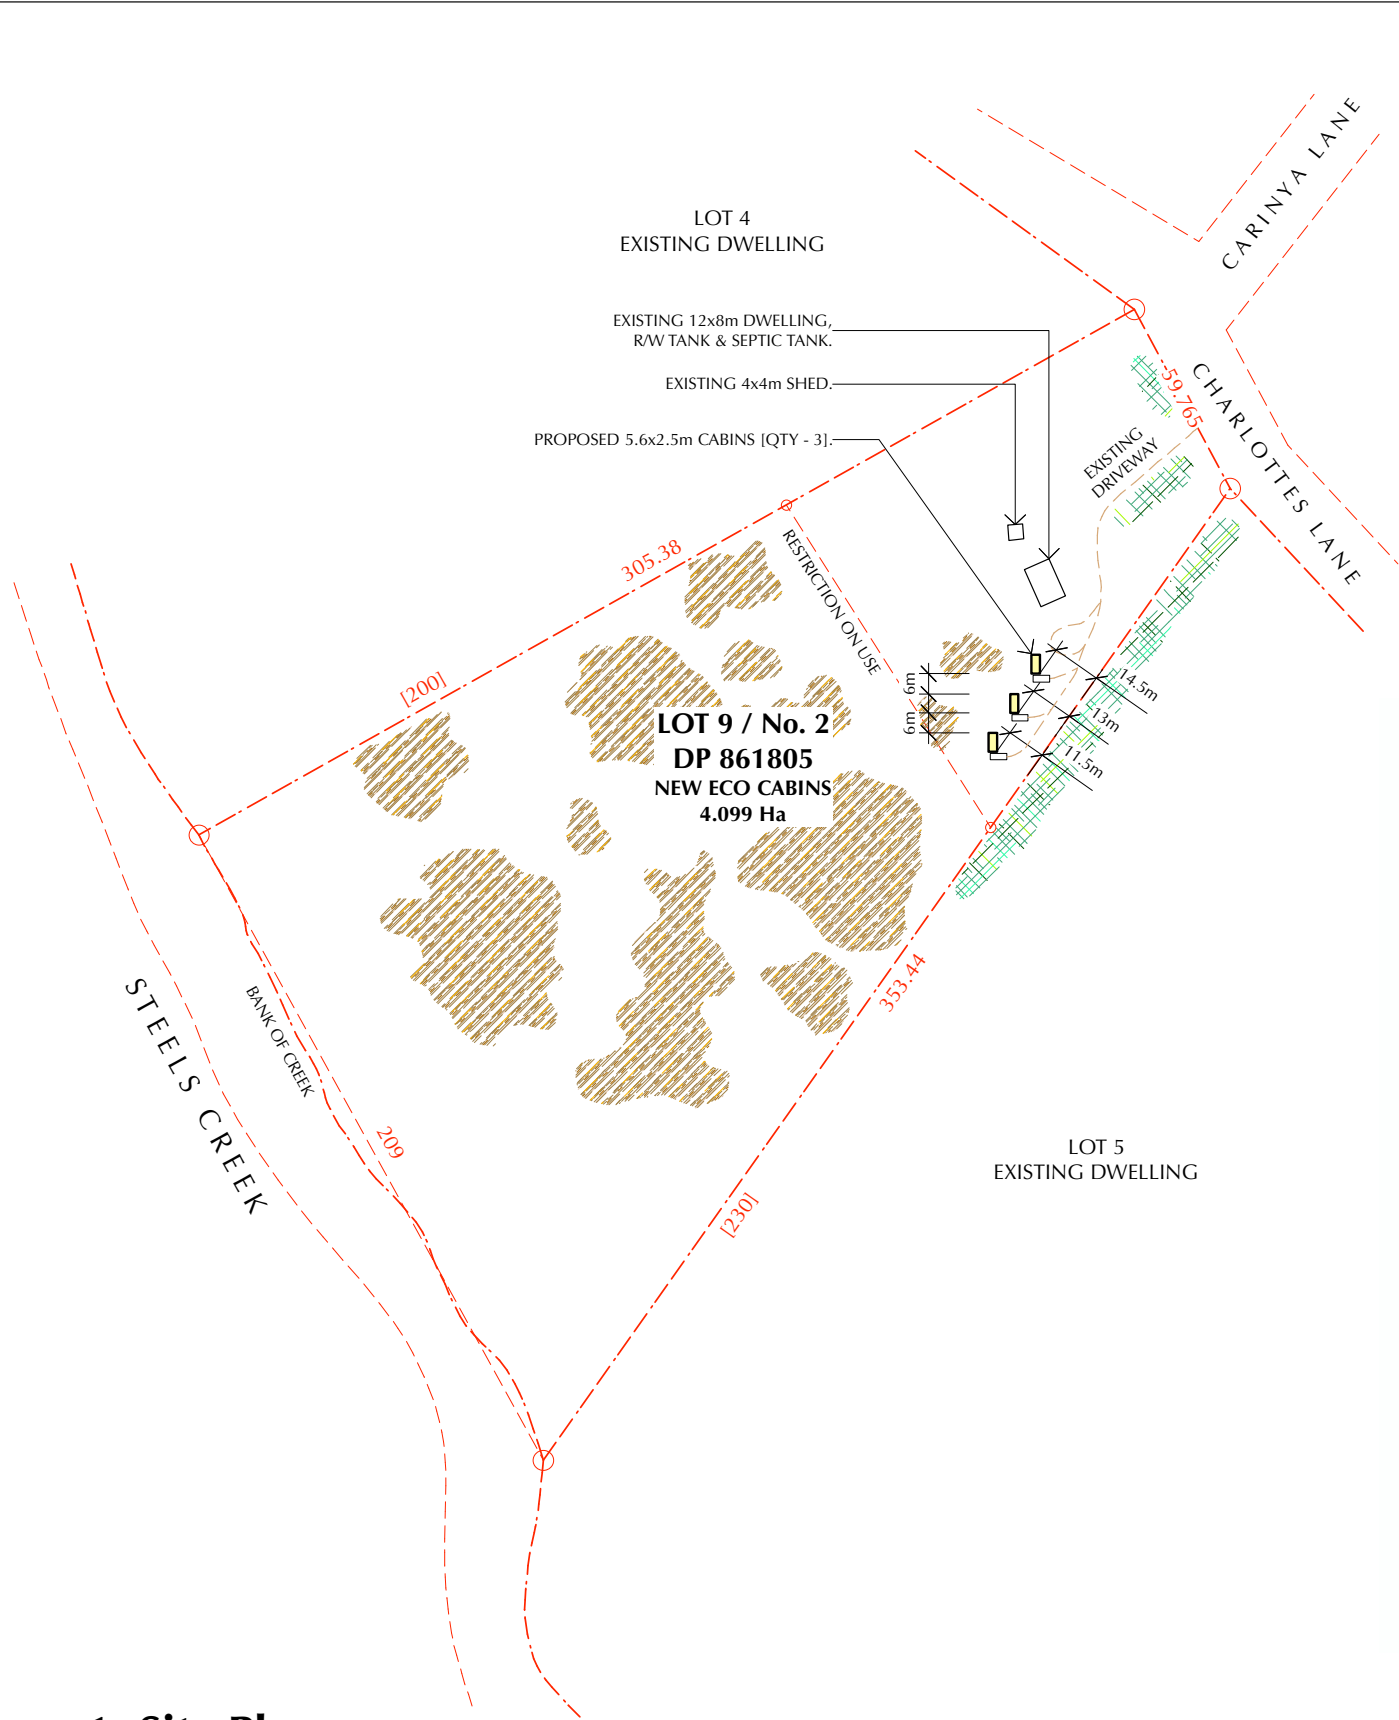 CARINYA LANE
LOT 4
EXISTING DWELLING
EXISTING 12x8m DWELLING,
R/W TANK & SEPTIC TANK.
EXISTING 4x4m SHED.
PROPOSED 5.6x2.5m CABINS [QTY - 3].
59.765
CHARLOTTES LANE
EXISTING
DRIVEWAY
305.38
RESTRICTION ON USE
[200]
6m
6m
14.5m
13m
11.5m
LOT 9 / No. 2
DP 861805
NEW ECO CABINS
4.099 Ha
353.44
STEELS CREEK
BANK OF CREEK
209
LOT 5
EXISTING DWELLING
[230]